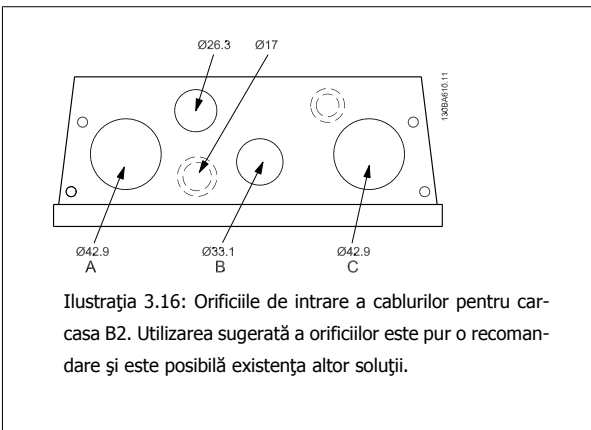 Ø26.3 Ø17
130BA610.11
Ø42.9 Ø33.1 Ø42.9
A B C
Ilustraţia 3.16: Orificiile de intrare a cablurilor pentru car-
casa B2. Utilizarea sugerată a orificiilor este pur o recoman-
dare şi este posibilă existenţa altor soluţii.